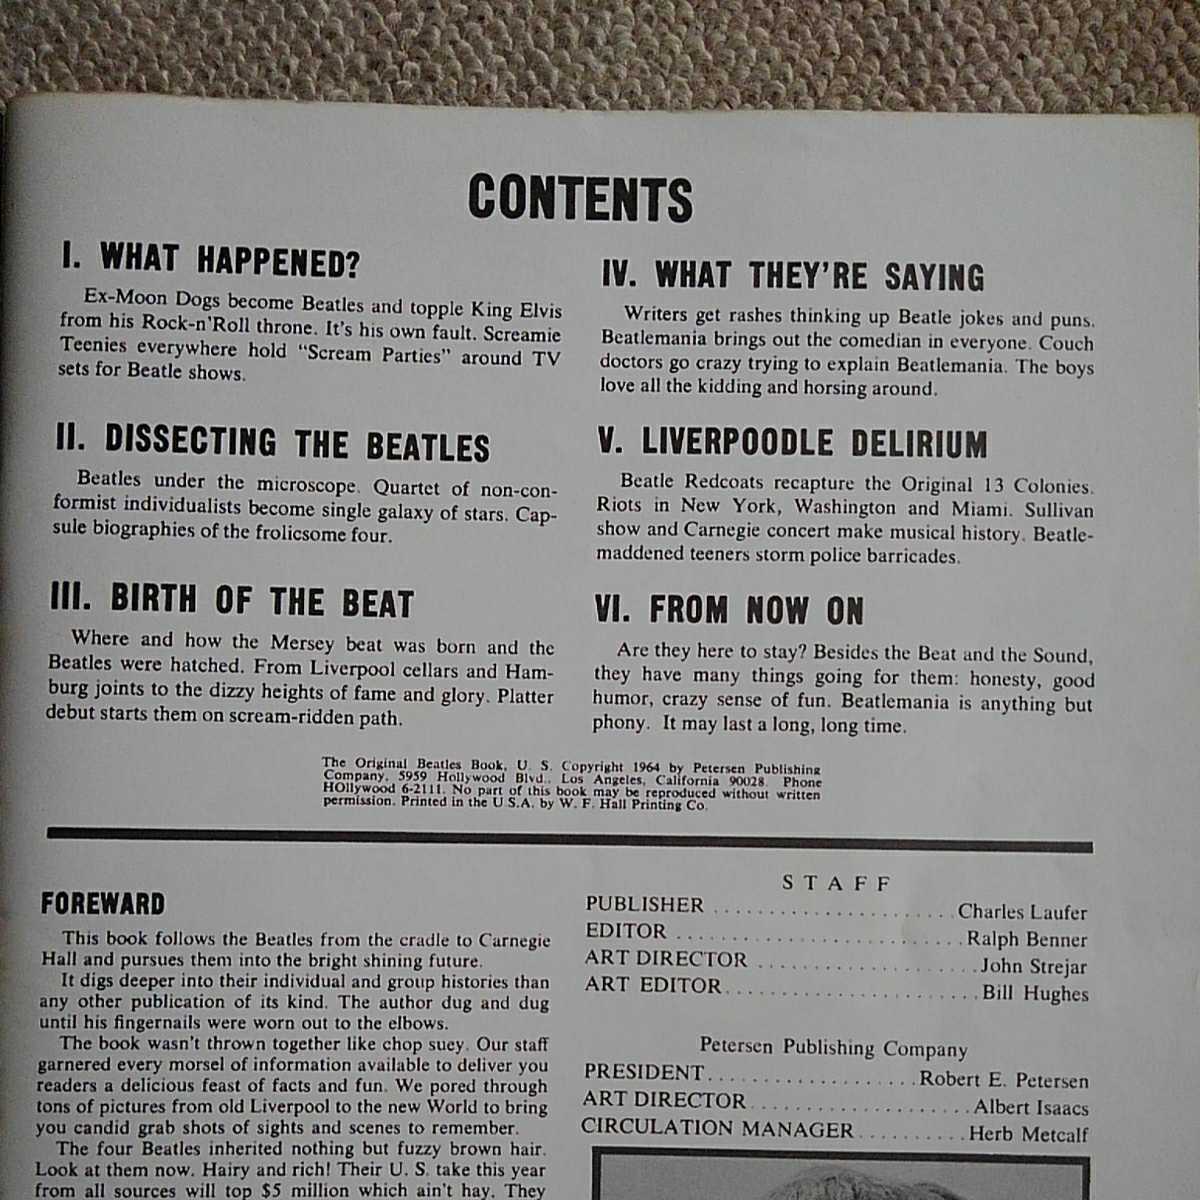 CONTENTS
I. WHAT HAPPENED?
Ex-Moon Dogs become Beatles and topple King Elvis
from his Rock-n'Roll throne. It's his own fault. Screamie
Teenies everywhere hold "Scream Parties" around TV
sets for Beatle shows.
II. DISSECTING THE BEATLES
Beatles under the microscope. Quartet of non-con-
formist individualists become single galaxy of stars. Cap-
sule biographies of the frolicsome four.
III. BIRTH OF THE BEAT
Where and how the Mersey beat was born and the
Beatles were hatched. From Liverpool cellars and Ham-
burg joints to the dizzy heights of fame and glory. Platter
debut starts them on scream-ridden path.
IV. WHAT THEY'RE SAYING
Writers get rashes thinking up Beatle jokes and puns.
Beatlemania brings out the comedian in everyone. Couch
doctors go crazy trying to explain Beatlemania. The boys
love all the kidding and horsing around.
V. LIVERPOODLE DELIRIUM
Beatle Redcoats recapture the Original 13 Colonies.
Riots in New York, Washington and Miami. Sullivan
show and Carnegie concert make musical history. Beatle-
maddened teeners storm police barricades.
VI. FROM NOW ON
Are they here to stay? Besides the Beat and the Sound,
they have many things going for them: honesty, good
humor, crazy sense of fun. Beatlemania is anything but
phony. It may last a long, long time.
The Original Beatles Book, U. S. Copyright 1964 by Petersen Publishing
Company, 5959 Hollywood Blvd., Los Angeles, California 90028. Phone
HOllywood 6-2111. No part of this book may be reproduced without written
permission. Printed in the U.S.A. by W. F. Hall Printing Co.
FOREWARD
This book follows the Beatles from the cradle to Carnegie
Hall and pursues them into the bright shining future.
It digs deeper into their individual and group histories than
any other publication of its kind. The author dug and dug
until his fingernails were worn out to the elbows.
The book wasn't thrown together like chop suey. Our staff
garnered every morsel of information available to deliver you
readers a delicious feast of facts and fun. We pored through
tons of pictures from old Liverpool to the new World to bring
you candid grab shots of sights and scenes to remember.
The four Beatles inherited nothing but fuzzy brown hair.
Look at them now. Hairy and rich! Their U. S. take this year
from all sources will top $5 million which ain't hay. They
STAFF
PUBLISHER ..................... Charles Laufer
EDITOR .......................... Ralph Benner
ART DIRECTOR .................... John Strejar
ART EDITOR....................... Bill Hughes
Petersen Publishing Company
PRESIDENT................... Robert E. Petersen
ART DIRECTOR.................... Albert Isaacs
CIRCULATION MANAGER.......... Herb Metcalf